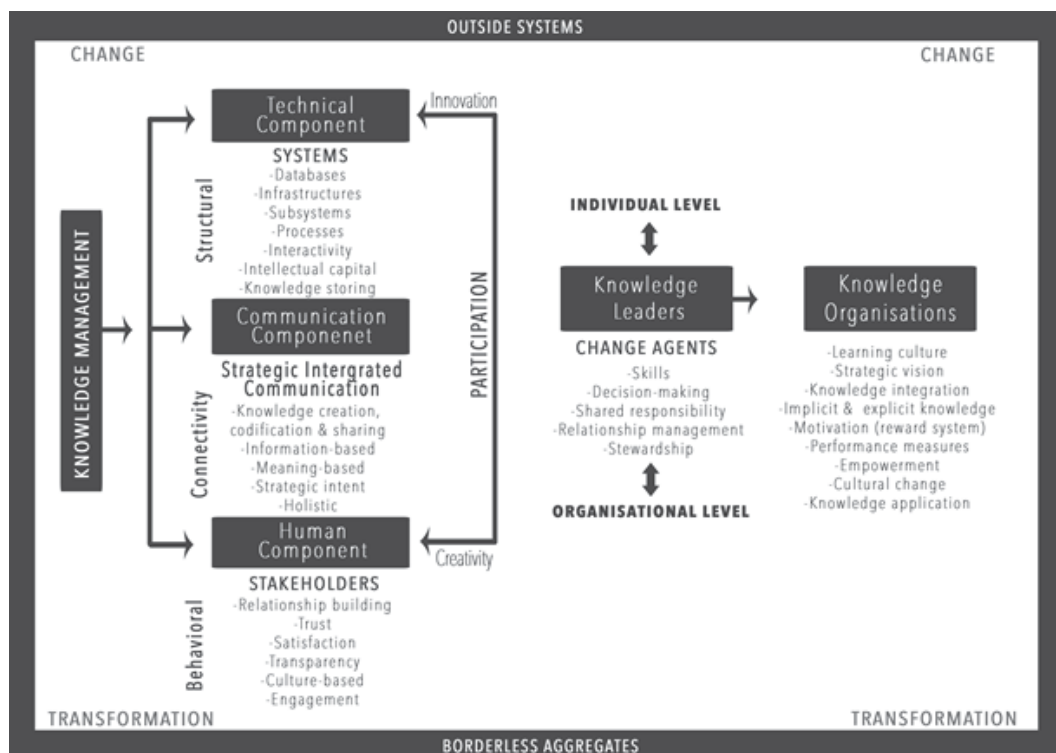 OUTSIDE SYSTEMS
CHANGE
CHANGE
KNOWLEDGE MANAGEMENT
Structural
Technical
Component
SYSTEMS
-Databases
-Infrastructures
-Subsystems
-Processes
-Interactivity
-Intellectual capital
-Knowledge storing
Connectivity
Communication
Componenet
Strategic Intergrated
Communication
-Knowledge creation,
codification & sharing
-Information-based
-Meaning-based
-Strategic intent
-Holistic
Behavioral
Human
Component
STAKEHOLDERS
-Relationship building
-Trust
-Satisfaction
-Transparency
-Culture-based
-Engagement
Innovation
PARTICIPATION
Creativity
INDIVIDUAL LEVEL
Knowledge
Leaders
CHANGE AGENTS
-Skills
-Decision-making
-Shared responsibility
-Relationship management
-Stewardship
ORGANISATIONAL LEVEL
Knowledge
Organisations
-Learning culture
-Strategic vision
-Knowledge integration
-Implicit & explicit knowledge
-Motivation (reward system)
-Performance measures
-Empowerment
-Cultural change
-Knowledge application
TRANSFORMATION
TRANSFORMATION
BORDERLESS AGGREGATES